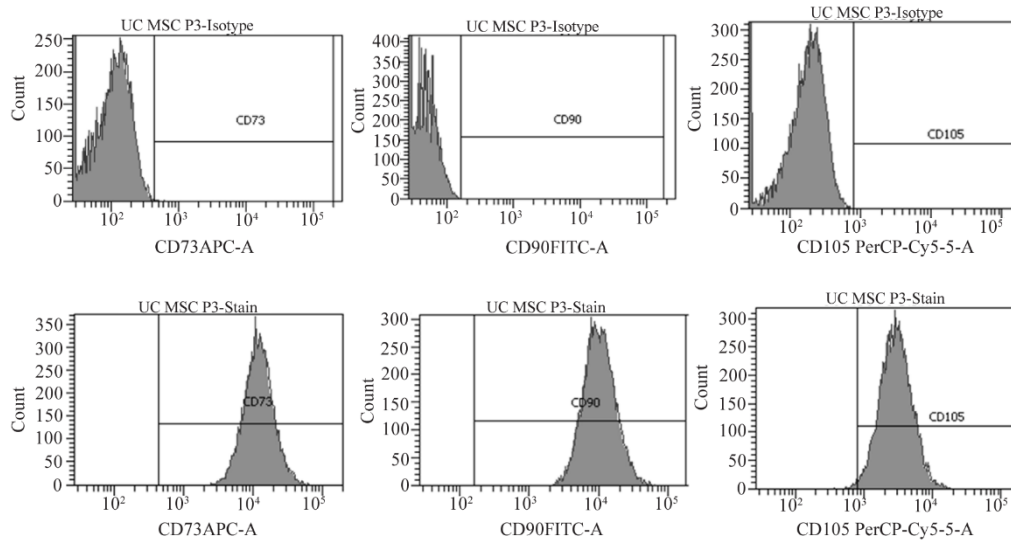 UC MSC P3-Isotype
250
200
150
100
50
0
Count
CD73
10² 10³ 10⁴ 10⁵
CD73APC-A
UC MSC P3-Isotype
400
350
300
250
200
150
100
50
0
Count
CD90
10² 10³ 10⁴ 10⁵
CD90FITC-A
UC MSC P3-Isotype
300
250
200
150
100
50
0
Count
CD105
10² 10³ 10⁴ 10⁵
CD105 PerCP-Cy5-5-A
UC MSC P3-Stain
350
300
250
200
150
100
50
0
Count
CD73
10² 10³ 10⁴ 10⁵
CD73APC-A
UC MSC P3-Stain
300
250
200
150
100
50
0
Count
CD90
10² 10³ 10⁴ 10⁵
CD90FITC-A
UC MSC P3-Stain
300
250
200
150
100
50
0
Count
CD105
10² 10³ 10⁴ 10⁵
CD105 PerCP-Cy5-5-A